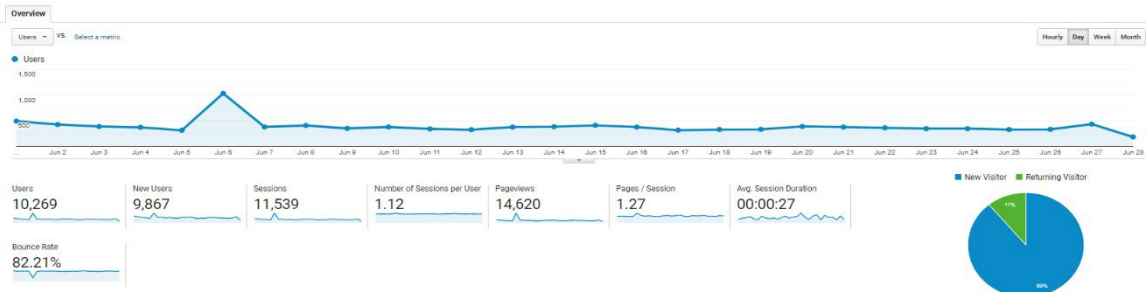 Overview
Users VS. Select a metric
Hourly Day Week Month
Users
1,500
1,000
500
... Jun 2 Jun 3 Jun 4 Jun 5 Jun 6 Jun 7 Jun 8 Jun 9 Jun 10 Jun 11 Jun 12 Jun 13 Jun 14 Jun 15 Jun 16 Jun 17 Jun 18 Jun 19 Jun 20 Jun 21 Jun 22 Jun 23 Jun 24 Jun 25 Jun 26 Jun 27 Jun 28
New Visitor Returning Visitor
Users New Users Sessions Number of Sessions per User Pageviews Pages / Session Avg. Session Duration
10,269 9,867 11,539 1.12 14,620 1.27 00:00:27
11%
Bounce Rate
82.21%
89%